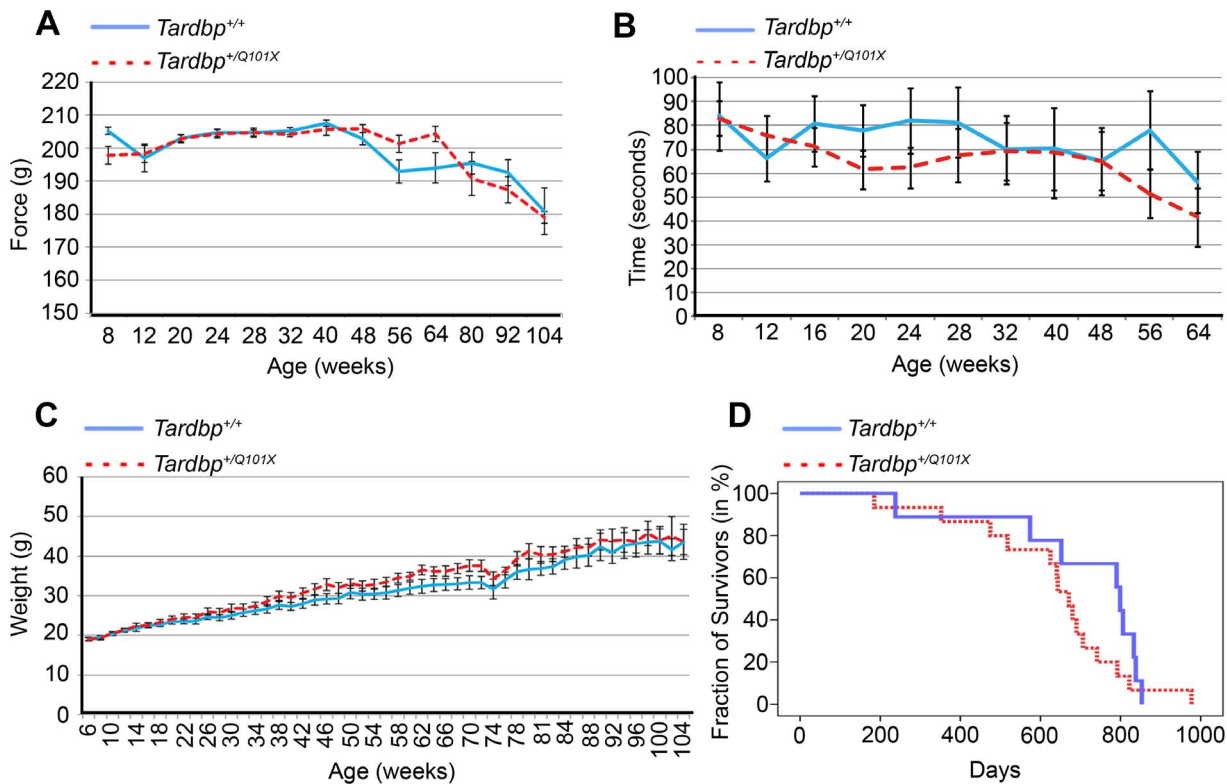 A
Tardbp+/+
Tardbp+/Q101X
Force (g)
220
210
200
190
180
170
160
150
8 12 20 24 28 32 40 48 56 64 80 92 104
Age (weeks)
B
Tardbp+/+
Tardbp+/Q101X
Time (seconds)
100
90
80
70
60
50
40
30
20
10
0
8 12 16 20 24 28 32 40 48 56 64
Age (weeks)
C
Tardbp+/+
Tardbp+/Q101X
Weight (g)
60
50
40
30
20
10
0
6 10 14 18 22 26 30 34 38 42 46 50 54 58 62 66 70 74 78 81 84 88 92 96 100 104
Age (weeks)
D
Tardbp+/+
Tardbp+/Q101X
Fraction of Survivors (in %)
100
80
60
40
20
0
0 200 400 600 800 1000
Days